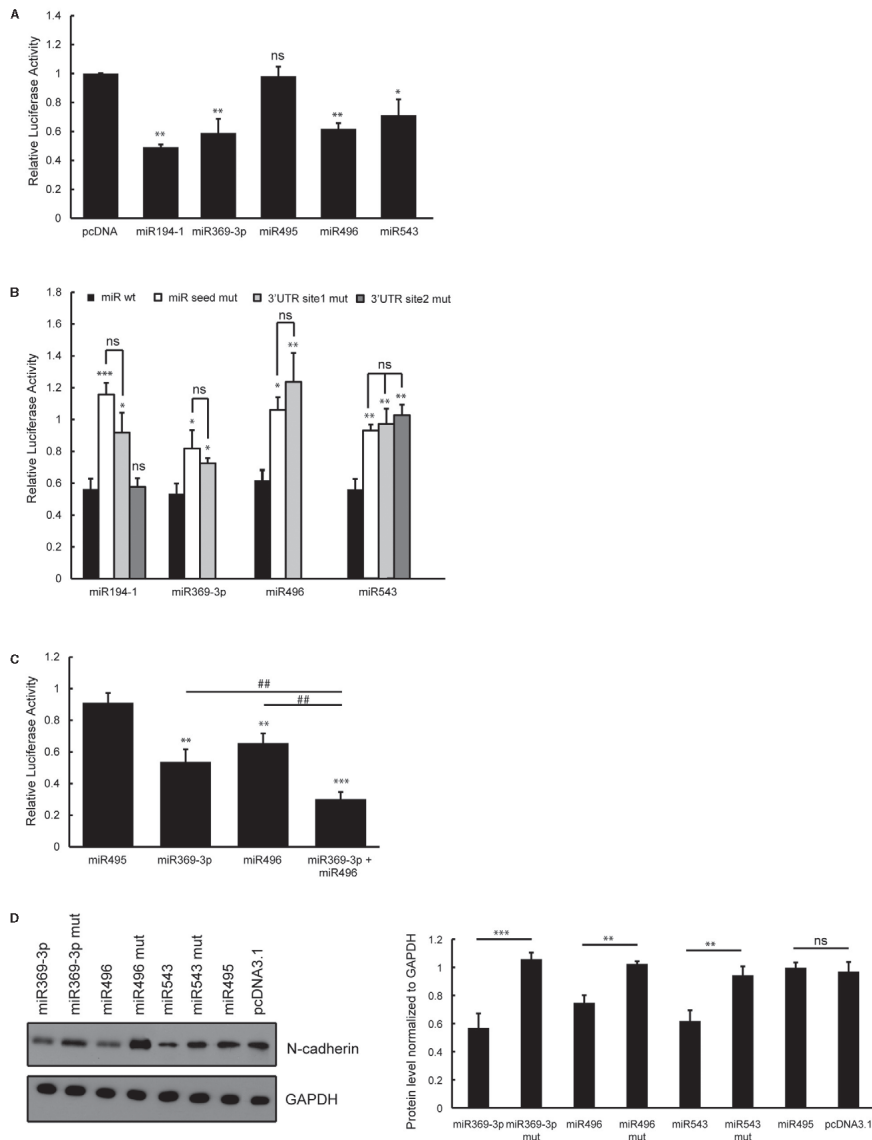 A
Relative Luciferase Activity
1.4
1.2
1
0.8
0.6
0.4
0.2
0
**
**
ns
**
*
pcDNA miR194-1 miR369-3p miR495 miR496 miR543
B
Relative Luciferase Activity
1.8
1.6
1.4
1.2
1
0.8
0.6
0.4
0.2
0
miR wt miR seed mut 3'UTR site1 mut 3'UTR site2 mut
ns
***
*
ns
ns
*
*
ns
*
**
ns
**
**
**
miR194-1 miR369-3p miR496 miR543
C
Relative Luciferase Activity
1.2
1
0.8
0.6
0.4
0.2
0
##
##
**
**
***
miR495 miR369-3p miR496 miR369-3p +
miR496
D
miR369-3p
miR369-3p mut
miR496
miR496 mut
miR543
miR543 mut
miR495
pcDNA3.1
N-cadherin
GAPDH
Protein level normalized to GAPDH
1.2
1
0.8
0.6
0.4
0.2
0
***
**
**
ns
miR369-3p miR369-3p miR496 miR496 miR543 miR543 miR495 pcDNA3.1
mut mut mut